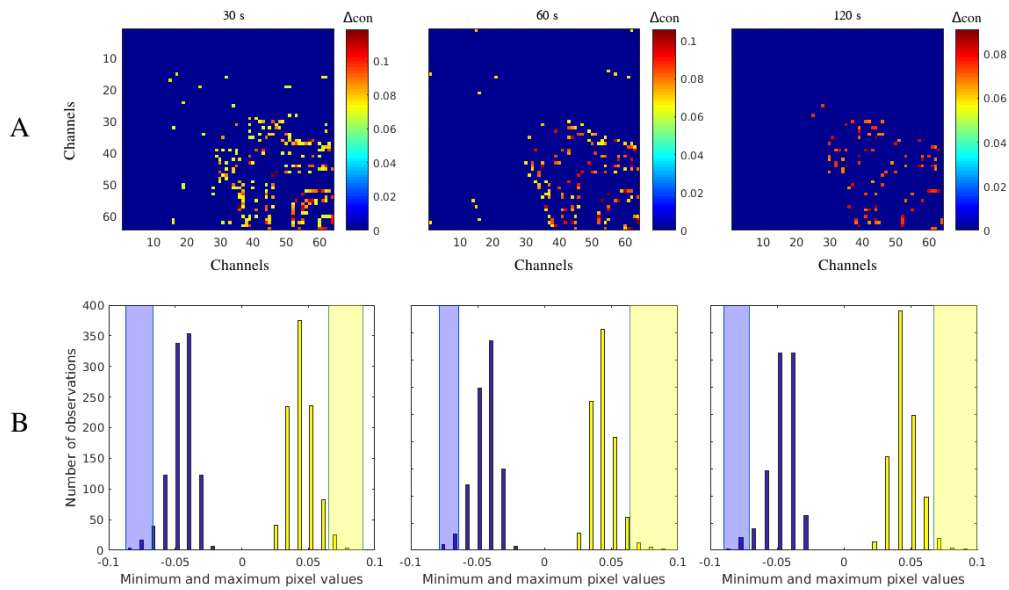 30 s
Δcon
60 s
Δcon
120 s
Δcon
A
Channels
10
20
30
40
50
60
10 20 30 40 50 60
Channels
0.1
0.08
0.06
0.04
0.02
0
10 20 30 40 50 60
Channels
0.1
0.08
0.06
0.04
0.02
0
10 20 30 40 50 60
Channels
0.08
0.06
0.04
0.02
0
B
Number of observations
400
350
300
250
200
150
100
50
0
-0.1 -0.05 0 0.05 0.1
Minimum and maximum pixel values
-0.1 -0.05 0 0.05 0.1
Minimum and maximum pixel values
-0.1 -0.05 0 0.05 0.1
Minimum and maximum pixel values